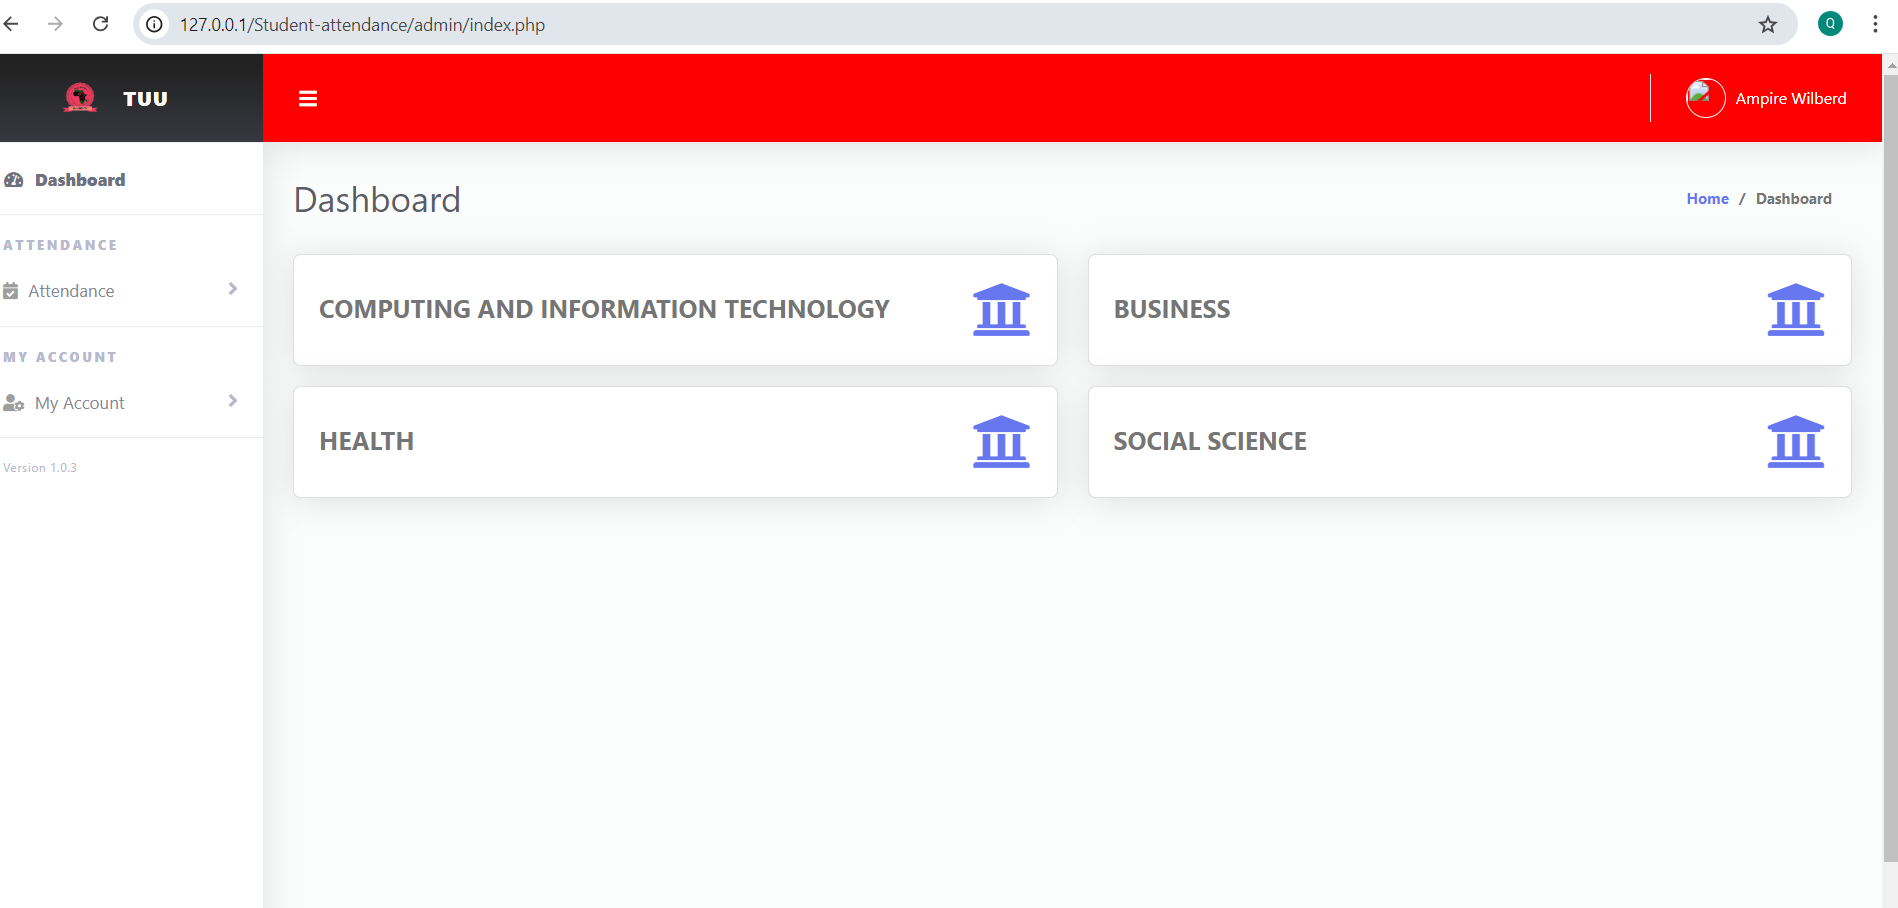 127.0.0.1/Student-attendance/admin/index.php
Q
TUU
Ampire Wilberd
Dashboard
Dashboard
Home / Dashboard
ATTENDANCE
Attendance
MY ACCOUNT
My Account
Version 1.0.3
COMPUTING AND INFORMATION TECHNOLOGY
BUSINESS
HEALTH
SOCIAL SCIENCE